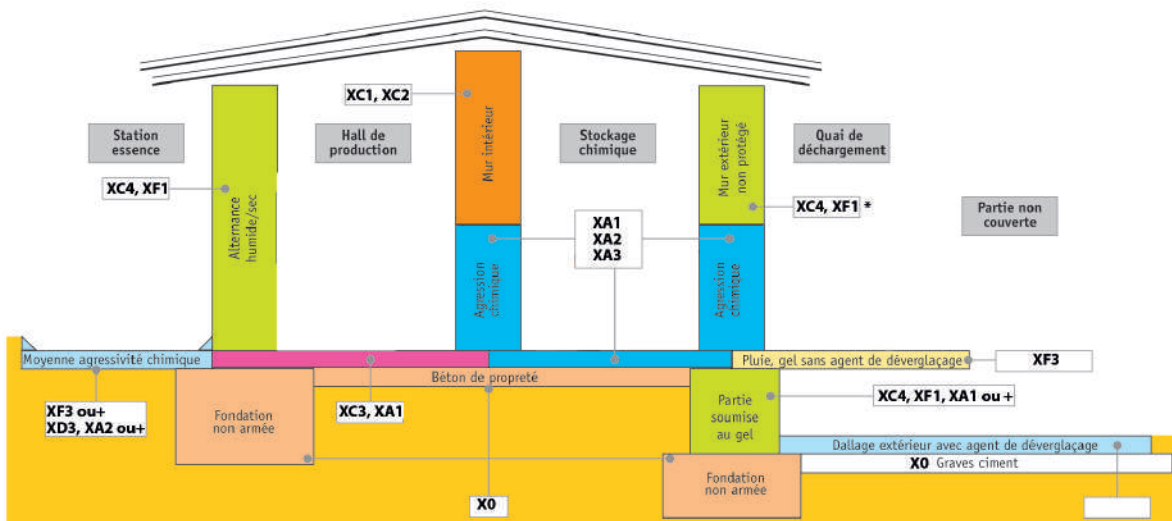 XC1, XC2
Station
essence
Hall de
production
Mur intérieur
Stockage
chimique
Mur extérieur
non protégé
Quai de
déchargement
XC4, XF1
Alternance
humide/sec
XC4, XF1 *
Partie non
couverte
XA1
XA2
XA3
Agression
chimique
Agression
chimique
Moyenne agressivité chimique
Pluie, gel sans agent de déverglaçage
XF3
Béton de propreté
XF3 ou+
XD3, XA2 ou+
Fondation
non armée
XC3, XA1
Partie
soumise
au gel
XC4, XF1, XA1 ou +
Dallage extérieur avec agent de déverglaçage
X0 Graves ciment
Fondation
non armée
X0